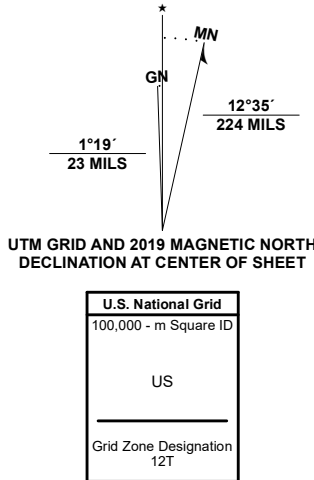 ★
MN
GN
12°35´
224 MILS
1°19´
23 MILS
UTM GRID AND 2019 MAGNETIC NORTH
DECLINATION AT CENTER OF SHEET
U.S. National Grid
100,000 - m Square ID
US
Grid Zone Designation
12T